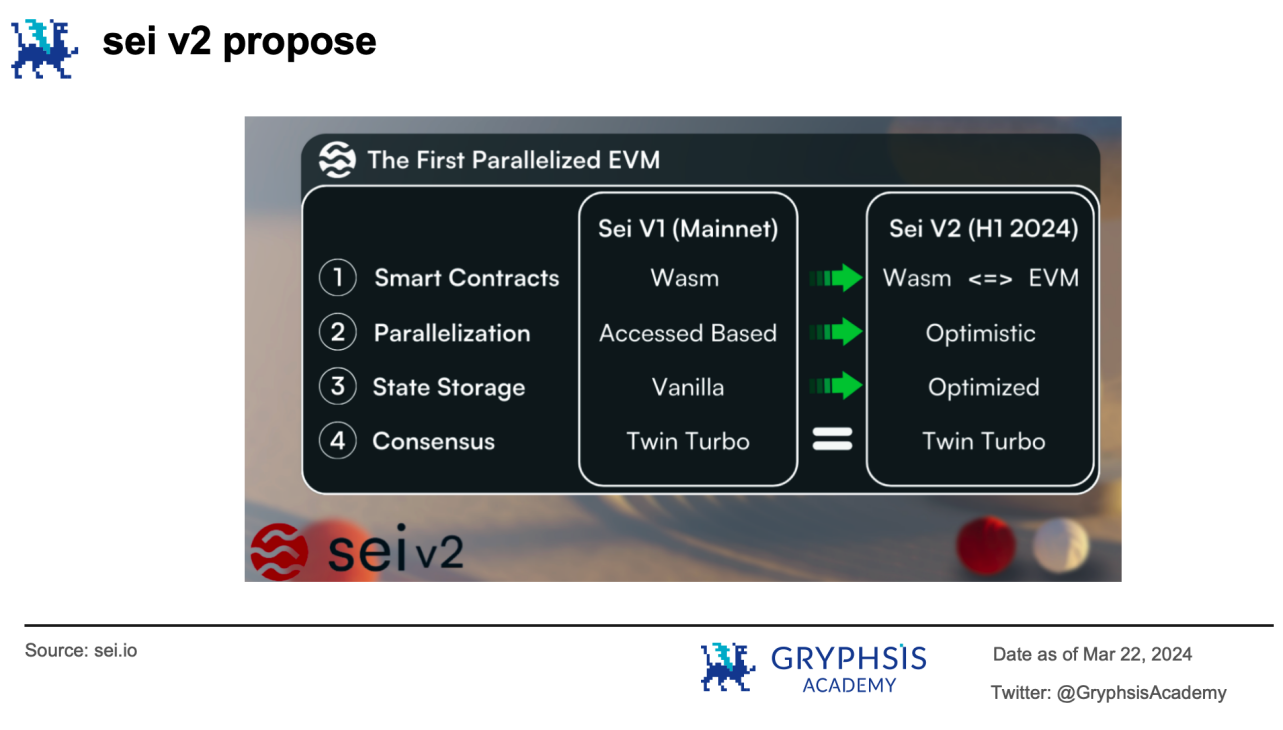 sei v2 propose
The First Parallelized EVM
Sei V1 (Mainnet) Sei V2 (H1 2024)
1 Smart Contracts Wasm Wasm <=> EVM
2 Parallelization Accessed Based Optimistic
3 State Storage Vanilla Optimized
4 Consensus Twin Turbo = Twin Turbo
sei v2
Source: sei.io
GRYPHSIS
ACADEMY
Date as of Mar 22, 2024
Twitter: @GryphsisAcademy